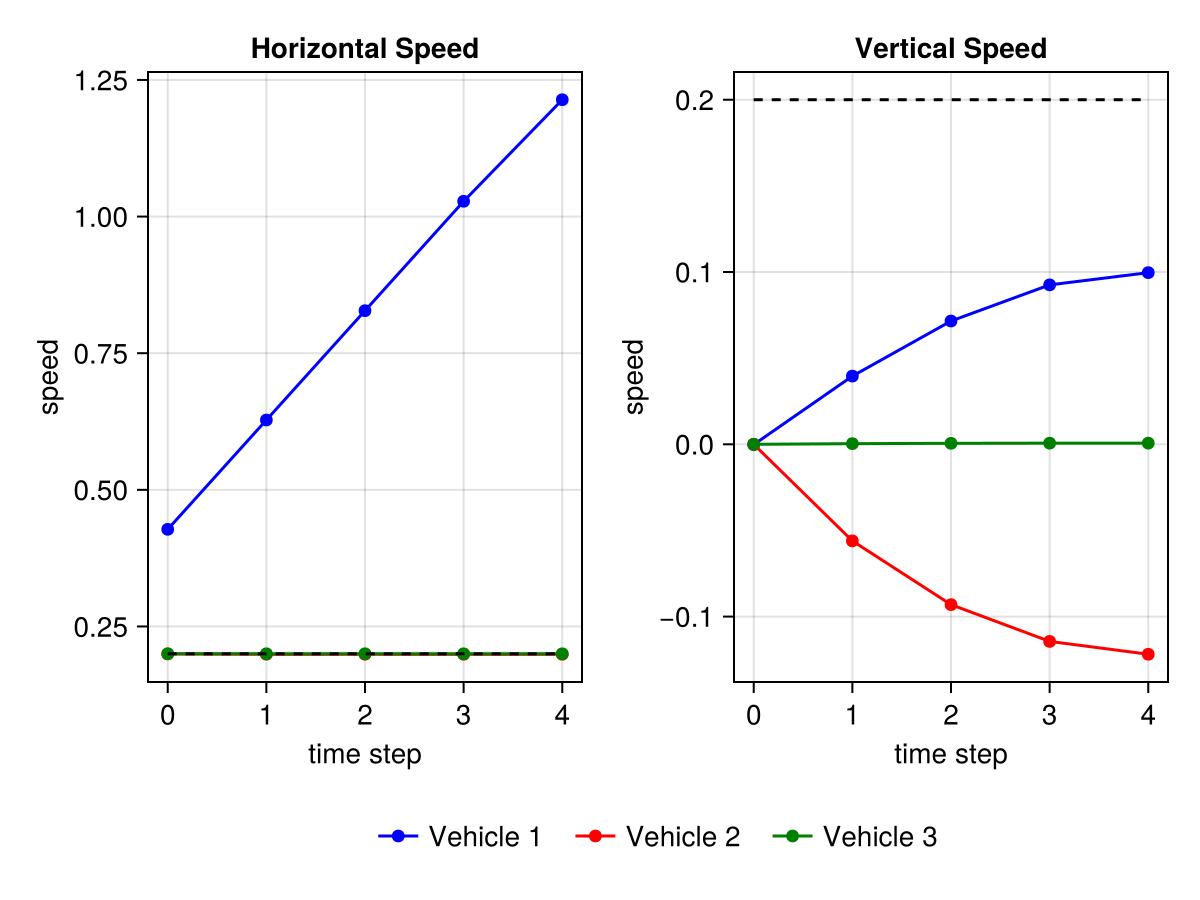 Horizontal Speed
1.25
1.00
0.75
0.50
0.25
speed
0 1 2 3 4
time step
Vertical Speed
0.2
0.1
0.0
−0.1
speed
0 1 2 3 4
time step
Vehicle 1 Vehicle 2 Vehicle 3